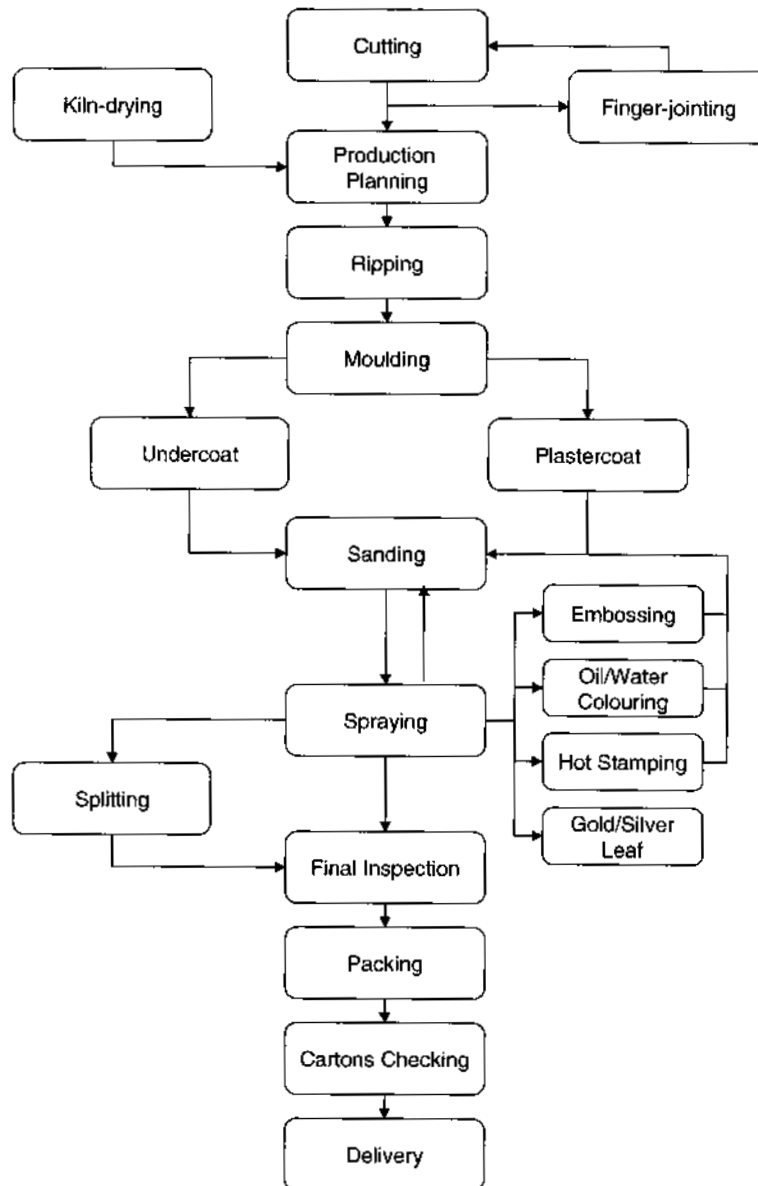 Cutting
Kiln-drying
Finger-jointing
Production
Planning
Ripping
Moulding
Undercoat
Plastercoat
Sanding
Embossing
Oil/Water
Colouring
Spraying
Hot Stamping
Splitting
Gold/Silver
Leaf
Final Inspection
Packing
Cartons Checking
Delivery